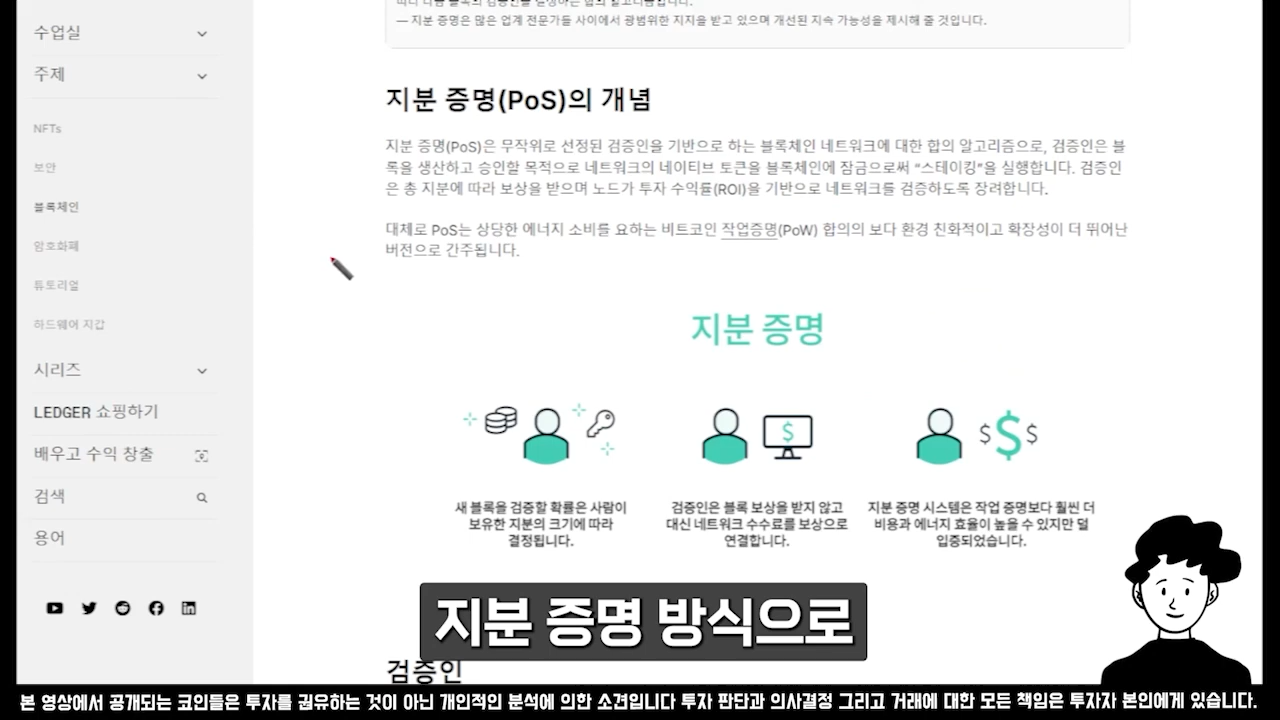 수업실
주제
NFTs
보안
블록체인
암호화폐
튜토리얼
하드웨어 지갑
시리즈
LEDGER 쇼핑하기
배우고 수익 창출
검색
용어
— 지분 증명은 많은 업계 전문가들 사이에서 광범위한 지지을 받고 있으며 개선된 지속 가능성을 제시해 줄 것입니다.
지분 증명(PoS)의 개념
지분 증명(PoS)은 무작위로 선정된 검증인을 기반으로 하는 블록체인 네트워크에 대한 합의 알고리즘으로, 검증인은 블
록을 생산하고 승인할 목적으로 네트워크의 네이티브 토큰을 블록체인에 잠금으로써 “스테이킹”을 실행합니다. 검증인
은 총 지분에 따라 보상을 받으며 노드가 투자 수익률(ROI)을 기반으로 네트워크를 검증하도록 장려합니다.
대체로 PoS는 상당한 에너지 소비를 요하는 비트코인 작업증명(PoW) 합의의 보다 환경 친화적이고 확장성이 더 뛰어난
버전으로 간주됩니다.
지분 증명
새 블록을 검증할 확률은 사람이
보유한 지분의 크기에 따라
결정됩니다.
검증인은 블록 보상을 받지 않고
대신 네트워크 수수료를 보상으로
연결합니다.
지분 증명 시스템은 작업 증명보다 훨씬 더
비용과 에너지 효율이 높을 수 있지만 덜
입증되었습니다.
지분 증명 방식으로
검증인
본 영상에서 공개되는 코인들은 투자를 권유하는 것이 아닌 개인적인 분석에 의한 소견입니다 투자 판단과 의사결정 그리고 거래에 대한 모든 책임은 투자자 본인에게 있습니다.